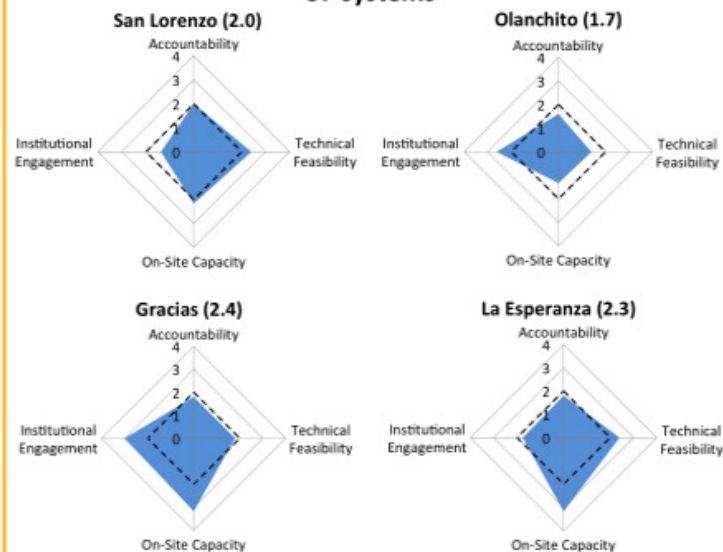 San Lorenzo (2.0)
Accountability
4
3
2
1
0
Institutional
Engagement
Technical
Feasibility
On-Site Capacity
Olanchito (1.7)
Accountability
4
3
2
1
0
Institutional
Engagement
Technical
Feasibility
On-Site Capacity
Gracias (2.4)
Accountability
4
3
2
1
0
Institutional
Engagement
Technical
Feasibility
On-Site Capacity
La Esperanza (2.3)
Accountability
4
3
2
1
0
Institutional
Engagement
Technical
Feasibility
On-Site Capacity